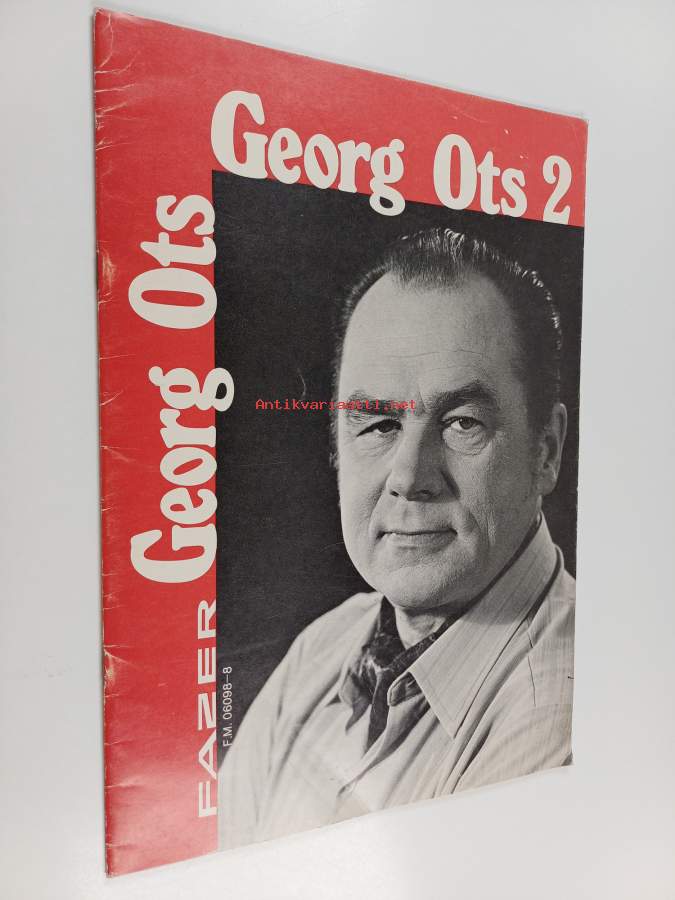 Georg Ots 2
Georg Ots
FAZER
F.M. 06098-8
Antikvariaatti.net